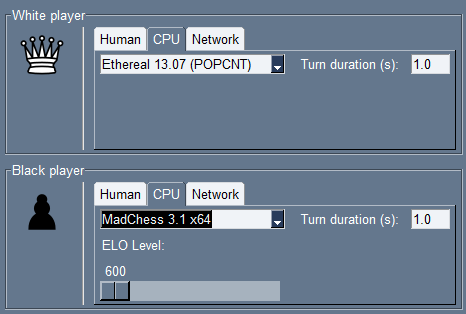 White player
Human CPU Network
Ethereal 13.07 (POPCNT) Turn duration (s): 1.0
Black player
Human CPU Network
MadChess 3.1 x64 Turn duration (s): 1.0
ELO Level:
600